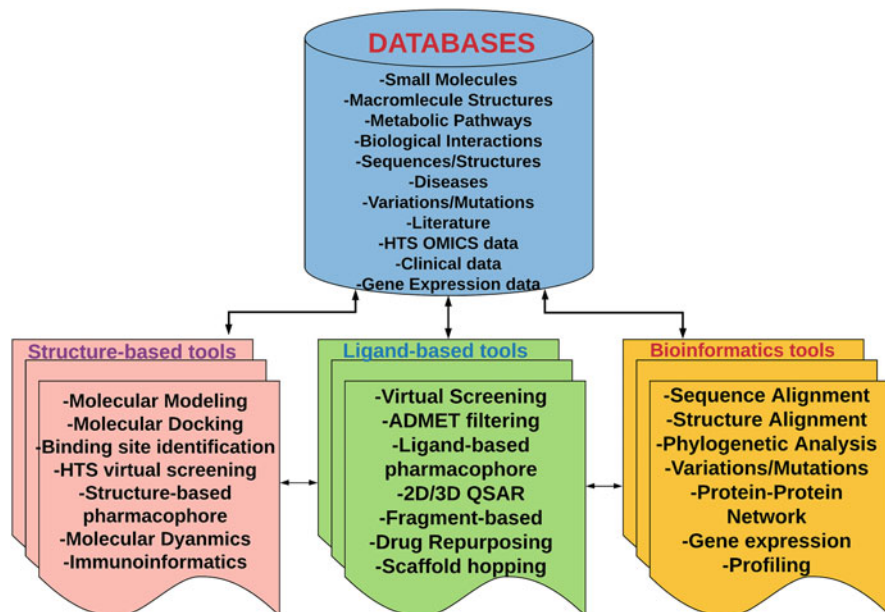 DATABASES
-Small Molecules
-Macromlecule Structures
-Metabolic Pathways
-Biological Interactions
-Sequences/Structures
-Diseases
-Variations/Mutations
-Literature
-HTS OMICS data
-Clinical data
-Gene Expression data
Structure-based tools
-Molecular Modeling
-Molecular Docking
-Binding site identification
-HTS virtual screening
-Structure-based
pharmacophore
-Molecular Dyanmics
-Immunoinformatics
Ligand-based tools
-Virtual Screening
-ADMET filtering
-Ligand-based
pharmacophore
-2D/3D QSAR
-Fragment-based
-Drug Repurposing
-Scaffold hopping
Bioinformatics tools
-Sequence Alignment
-Structure Alignment
-Phylogenetic Analysis
-Variations/Mutations
-Protein-Protein
Network
-Gene expression
-Profiling